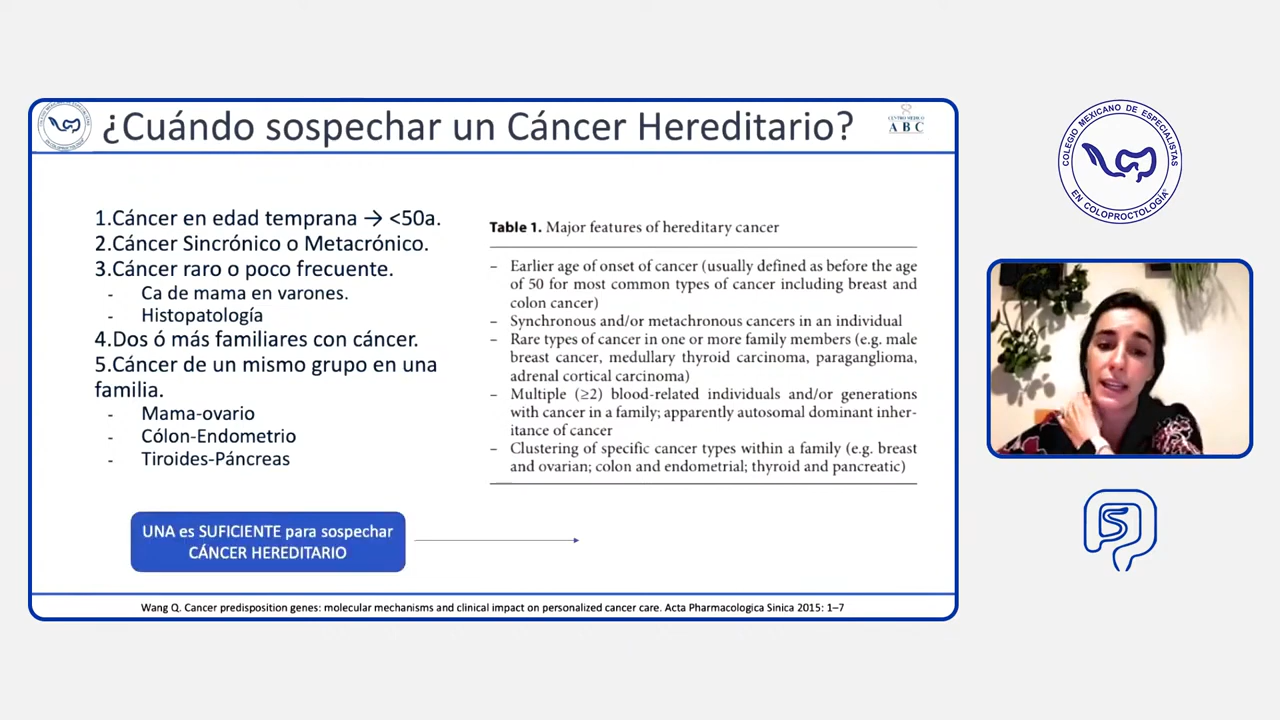 ¿Cuándo sospechar un Cáncer Hereditario?
CENTRO MÉDICO
ABC
1.Cáncer en edad temprana → <50a.
2.Cáncer Sincrónico o Metacrónico.
3.Cáncer raro o poco frecuente.
- Ca de mama en varones.
- Histopatología
4.Dos ó más familiares con cáncer.
5.Cáncer de un mismo grupo en una
familia.
- Mama-ovario
- Cólon-Endometrio
- Tiroides-Páncreas
UNA es SUFICIENTE para sospechar
CÁNCER HEREDITARIO
Table 1. Major features of hereditary cancer
– Earlier age of onset of cancer (usually defined as before the age
of 50 for most common types of cancer including breast and
colon cancer)
– Synchronous and/or metachronous cancers in an individual
– Rare types of cancer in one or more family members (e.g. male
breast cancer, medullary thyroid carcinoma, paraganglioma,
adrenal cortical carcinoma)
– Multiple (≥2) blood-related individuals and/or generations
with cancer in a family; apparently autosomal dominant inher-
itance of cancer
– Clustering of specific cancer types within a family (e.g. breast
and ovarian; colon and endometrial; thyroid and pancreatic)
Wang Q. Cancer predisposition genes: molecular mechanisms and clinical impact on personalized cancer care. Acta Pharmacologica Sinica 2015: 1–7
COLEGIO MEXICANO DE ESPECIALISTAS
EN COLOPROCTOLOGÍA